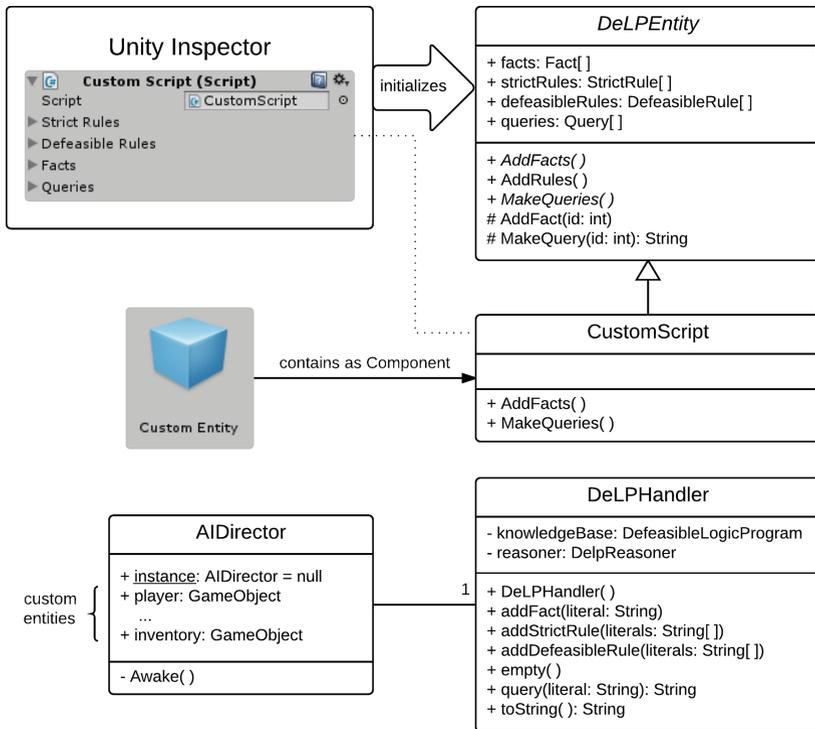 Unity Inspector
Custom Script (Script)
Script CustomScript
Strict Rules
Defeasible Rules
Facts
Queries
initializes
DeLPEntity
+ facts: Fact[ ]
+ strictRules: StrictRule[ ]
+ defeasibleRules: DefeasibleRule[ ]
+ queries: Query[ ]
+ AddFacts( )
+ AddRules( )
+ MakeQueries( )
# AddFact(id: int)
# MakeQuery(id: int): String
Custom Entity
contains as Component
CustomScript
+ AddFacts( )
+ MakeQueries( )
AIDirector
custom
entities
+ instance: AIDirector = null
+ player: GameObject
...
+ inventory: GameObject
- Awake( )
1
DeLPHandler
- knowledgeBase: DefeasibleLogicProgram
- reasoner: DelpReasoner
+ DeLPHandler( )
+ addFact(literal: String)
+ addStrictRule(literals: String[ ])
+ addDefeasibleRule(literals: String[ ])
+ empty( )
+ query(literal: String): String
+ toString( ): String